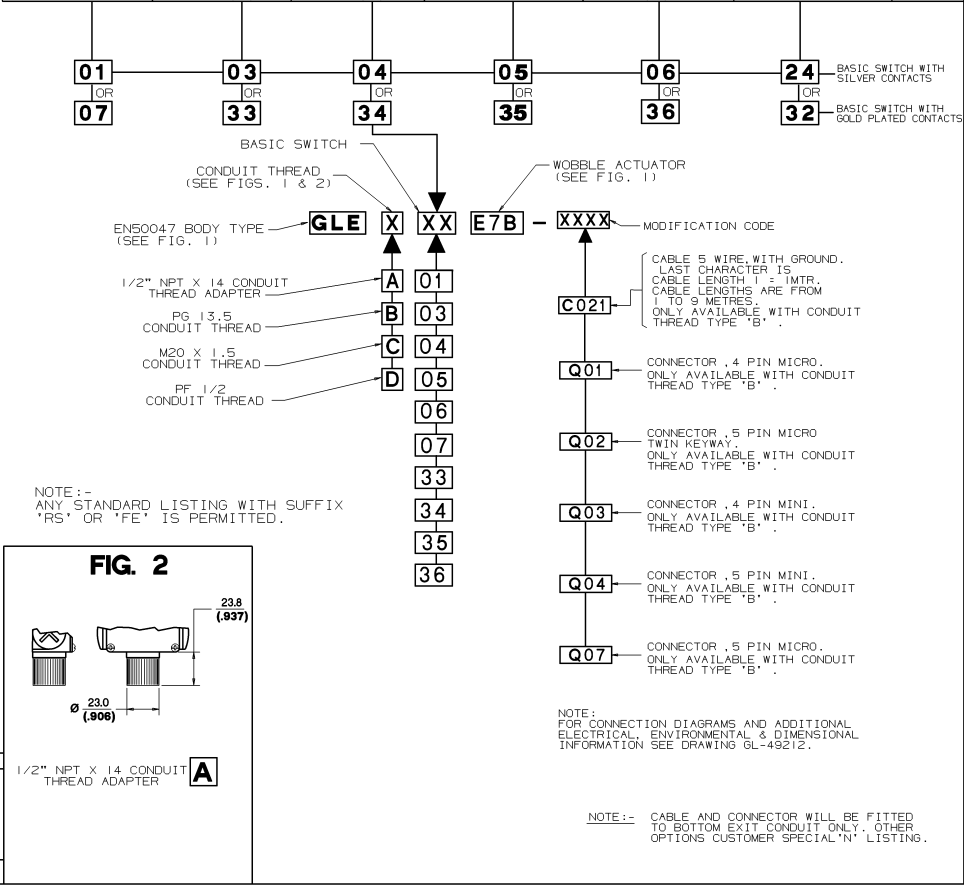 01 03 04 05 06 24 BASIC SWITCH WITH
SILVER CONTACTS
OR OR OR OR OR OR
07 33 34 35 36 32 BASIC SWITCH WITH
GOLD PLATED CONTACTS
BASIC SWITCH
CONDUIT THREAD
(SEE FIGS. 1 & 2)
WOBBLE ACTUATOR
(SEE FIG. 1)
GLE X XX E7B - XXXX
EN50047 BODY TYPE
(SEE FIG. 1)
MODIFICATION CODE
1/2" NPT X 14 CONDUIT
THREAD ADAPTER
A
PG 13.5
CONDUIT THREAD
B
M20 X 1.5
CONDUIT THREAD
C
PF 1/2
CONDUIT THREAD
D
01
03
04
05
06
07
33
34
35
36
C021
CABLE 5 WIRE, WITH GROUND.
LAST CHARACTER IS
CABLE LENGTH 1 = 1MTR.
CABLE LENGTHS ARE FROM
1 TO 9 METRES.
ONLY AVAILABLE WITH CONDUIT
THREAD TYPE 'B' .
Q01
CONNECTOR ,4 PIN MICRO.
ONLY AVAILABLE WITH CONDUIT
THREAD TYPE 'B' .
Q02
CONNECTOR ,5 PIN MICRO
TWIN KEYWAY.
ONLY AVAILABLE WITH CONDUIT
THREAD TYPE 'B' .
Q03
CONNECTOR ,4 PIN MINI.
ONLY AVAILABLE WITH CONDUIT
THREAD TYPE 'B' .
Q04
CONNECTOR ,5 PIN MINI.
ONLY AVAILABLE WITH CONDUIT
THREAD TYPE 'B' .
Q07
CONNECTOR ,5 PIN MICRO.
ONLY AVAILABLE WITH CONDUIT
THREAD TYPE 'B' .
NOTE:-
ANY STANDARD LISTING WITH SUFFIX
'RS' OR 'FE' IS PERMITTED.
FIG. 2
23.8
(.937)
Ø 23.0
(.906)
1/2" NPT X 14 CONDUIT
THREAD ADAPTER
A
NOTE:
FOR CONNECTION DIAGRAMS AND ADDITIONAL
ELECTRICAL, ENVIRONMENTAL & DIMENSIONAL
INFORMATION SEE DRAWING GL-49212.
NOTE:- CABLE AND CONNECTOR WILL BE FITTED
TO BOTTOM EXIT CONDUIT ONLY. OTHER
OPTIONS CUSTOMER SPECIAL 'N' LISTING.